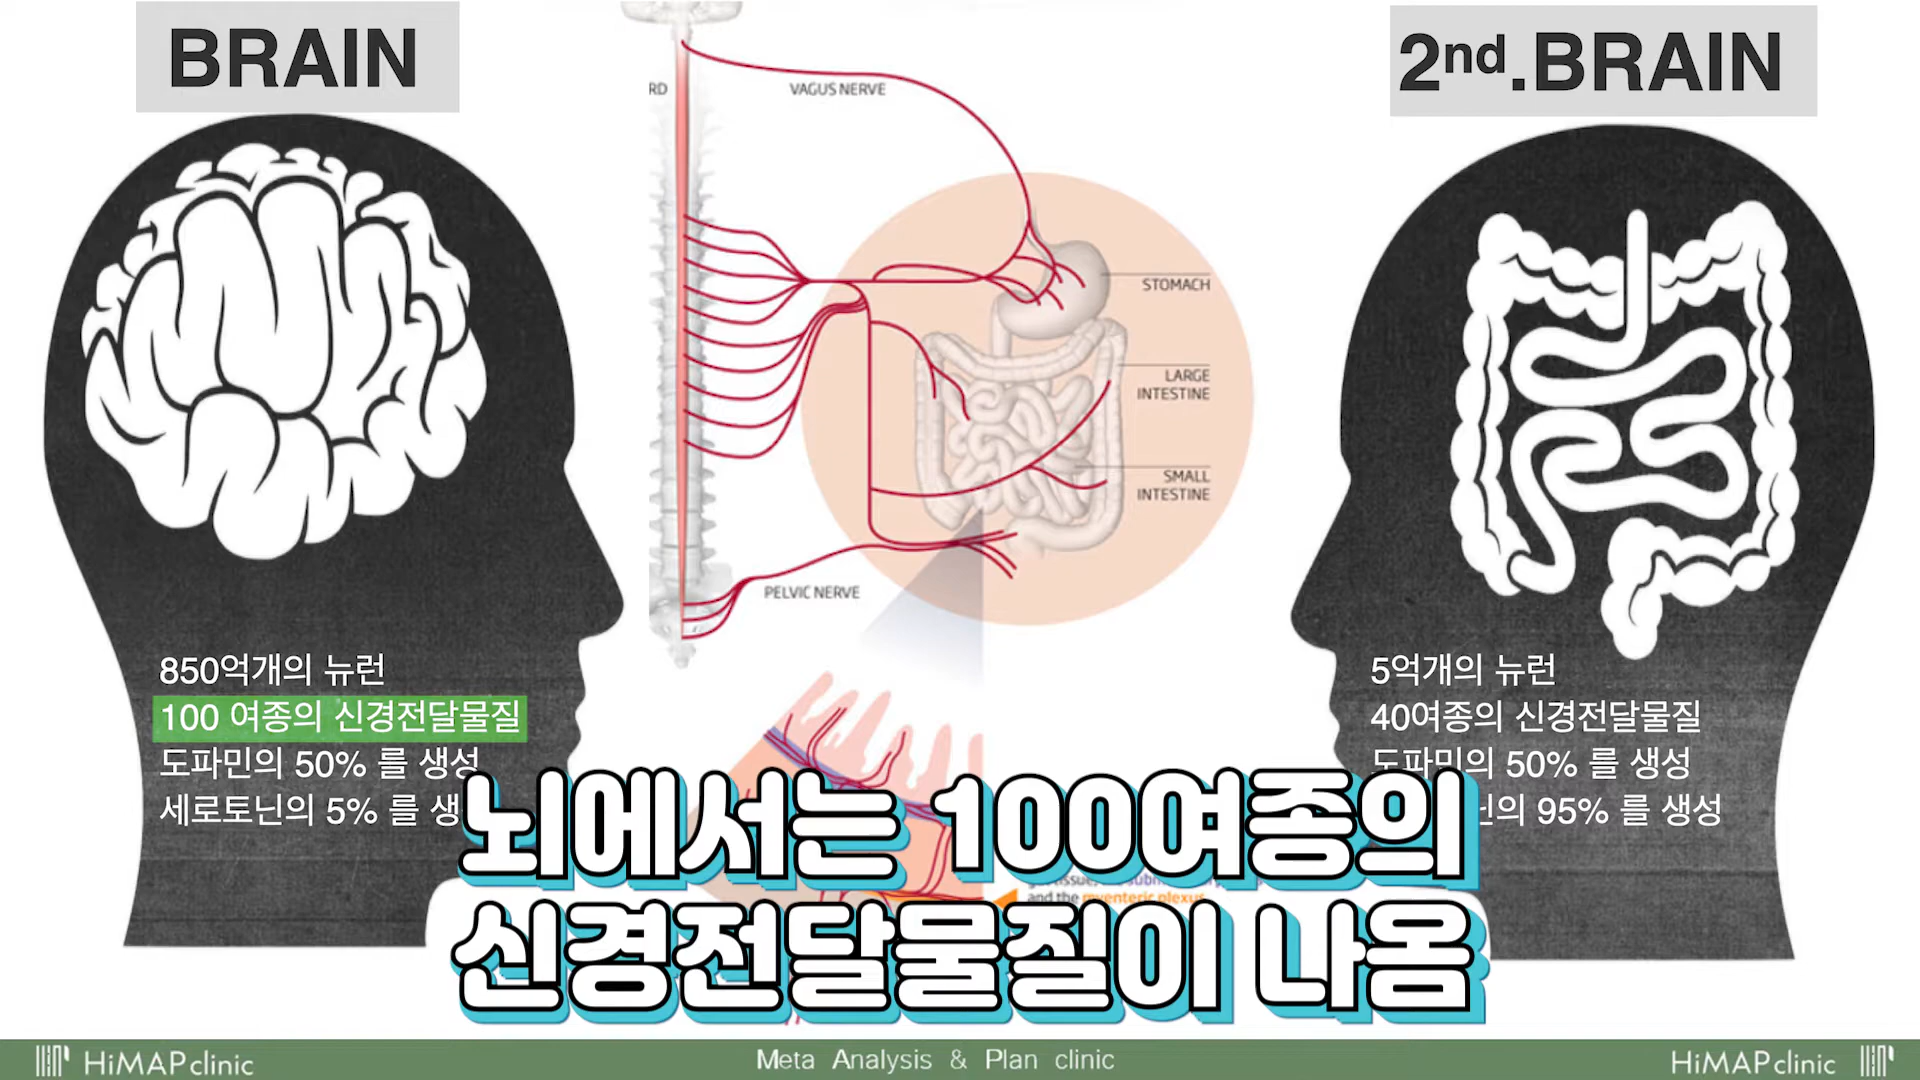 BRAIN
2nd.BRAIN
RD
VAGUS NERVE
STOMACH
LARGE
INTESTINE
SMALL
INTESTINE
PELVIC NERVE
850억개의 뉴런
100 여종의 신경전달물질
도파민의 50% 를 생성
세로토닌의 5% 를 생
5억개의 뉴런
40여종의 신경전달물질
도파민의 50% 를 생성
닌의 95% 를 생성
and the myenteric plexus
뇌에서는 100여종의
신경전달물질이 나옴
HiMAPclinic
Meta Analysis & Plan clinic
HiMAPclinic